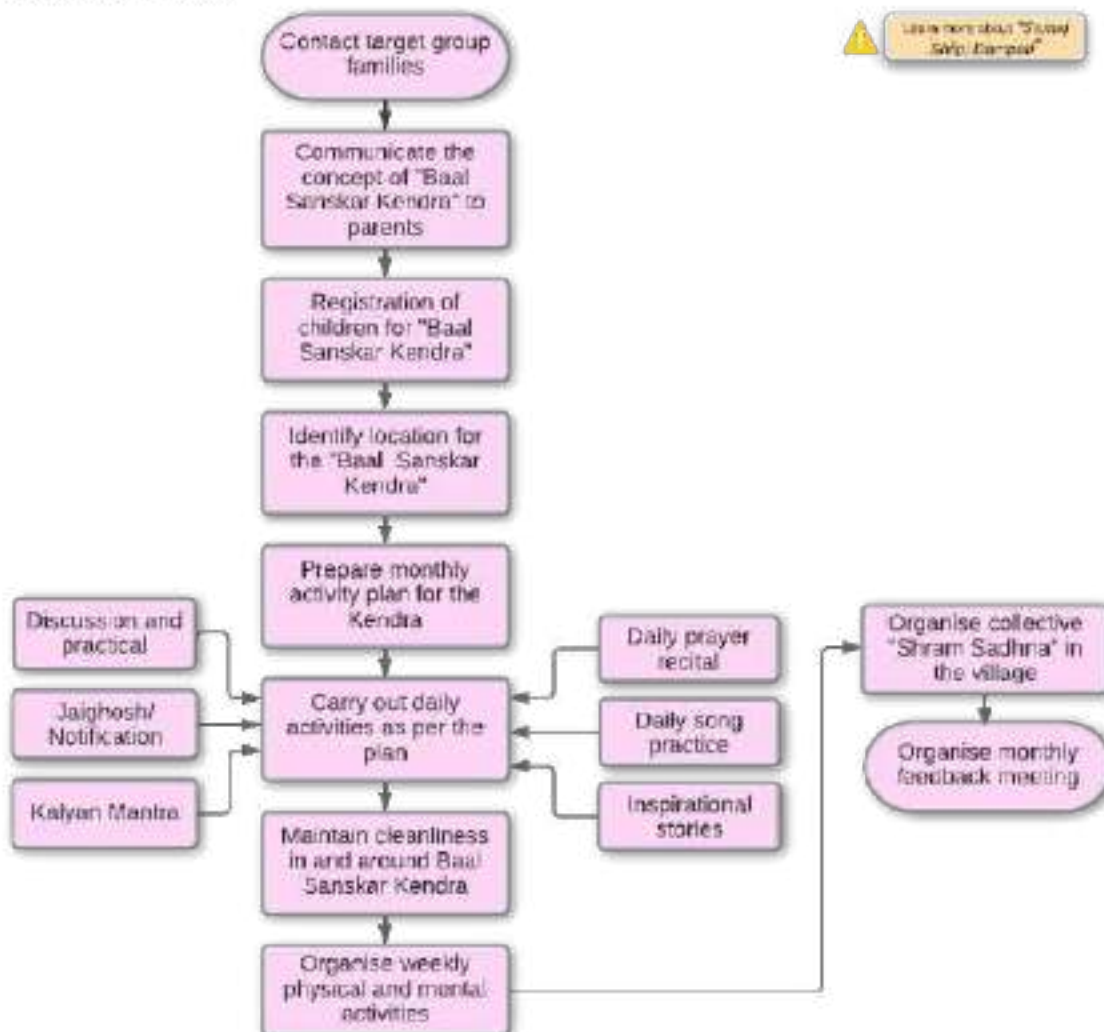 Contact target group
families
Learn more about
Communicate the
concept of "Baal
Sanskar Kendra" to
parents
Registration of
children for "Baal
Sanskar Kendra"
Identify location for
the "Baal Sanskar
Kendra"
Prepare monthly
activity plan for the
Kendra
Discussion and
practical
Jaighosh/
Notification
Kalyan Mantra
Carry out daily
activities as per the
plan
Daily prayer
recital
Daily song
practice
Inspirational
stories
Maintain cleanliness
in and around Baal
Sanskar Kendra
Organise weekly
physical and mental
activities
Organise collective
"Shram Sadhna" in
the village
Organise monthly
feedback meeting